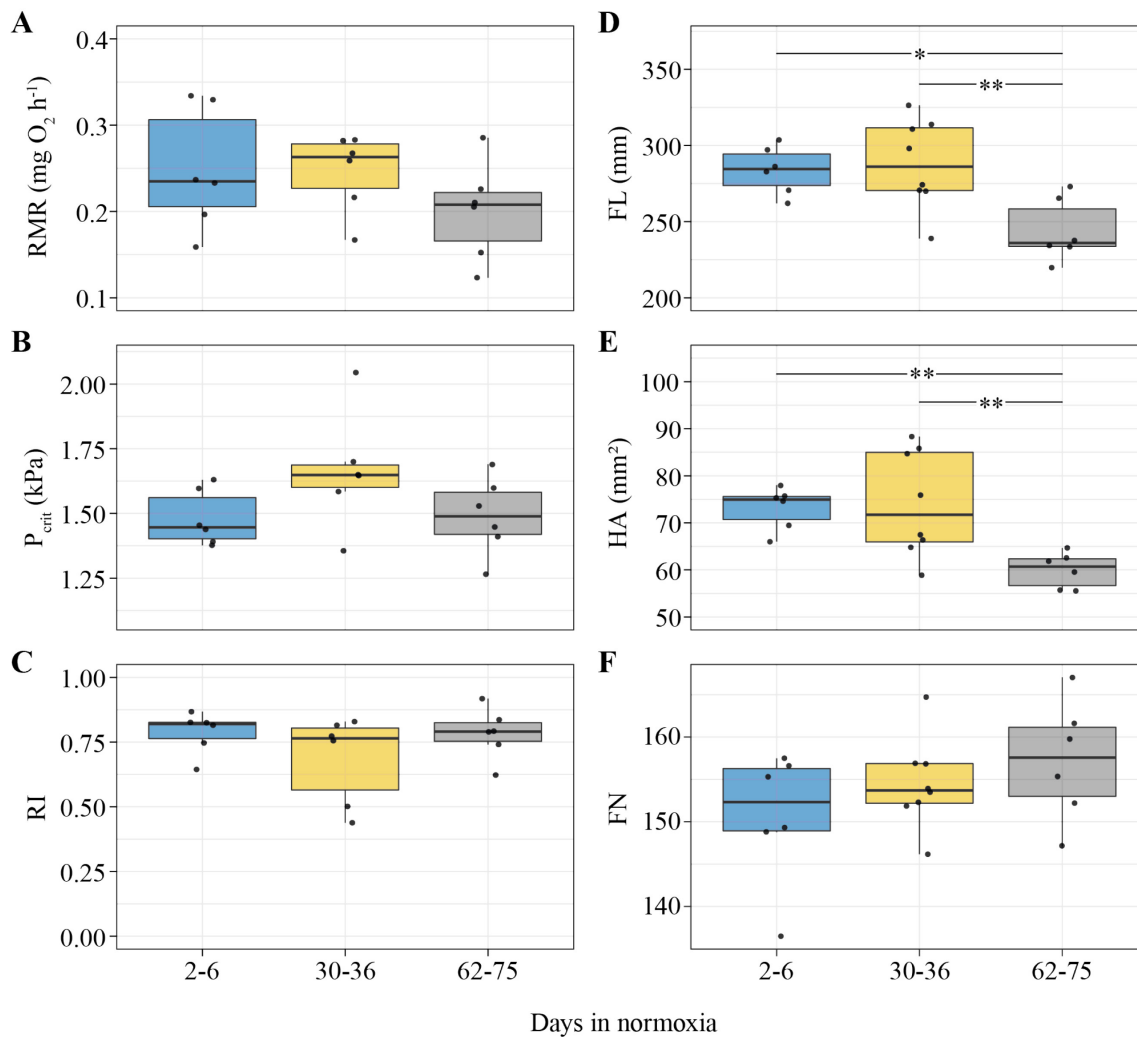 A
RMR (mg O₂ h⁻¹)
0.4
0.3
0.2
0.1
B
P_crit (kPa)
2.00
1.75
1.50
1.25
C
RI
1.00
0.75
0.50
0.25
0.00
2-6 30-36 62-75
D
FL (mm)
350
300
250
200
*
**
E
HA (mm²)
100
90
80
70
60
50
**
**
F
FN
160
150
140
2-6 30-36 62-75
Days in normoxia